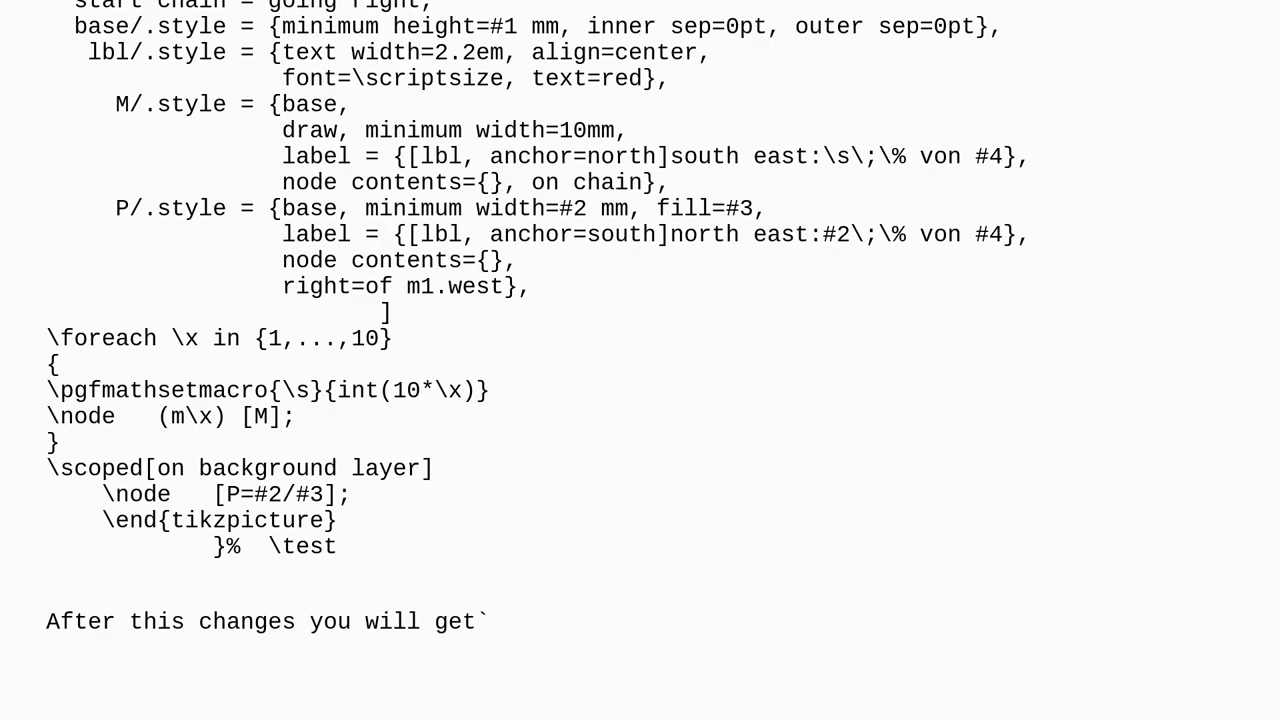 start chain = going right,
base/.style = {minimum height=#1 mm, inner sep=0pt, outer sep=0pt},
lbl/.style = {text width=2.2em, align=center,
font=\scriptsize, text=red},
M/.style = {base,
draw, minimum width=10mm,
label = {[lbl, anchor=north]south east:\s\;\% von #4},
node contents={}, on chain},
P/.style = {base, minimum width=#2 mm, fill=#3,
label = {[lbl, anchor=south]north east:#2\;\% von #4},
node contents={},
right=of m1.west},
]
\foreach \x in {1,...,10}
{
\pgfmathsetmacro{\s}{int(10*\x)}
\node   (m\x) [M];
}
\scoped[on background layer]
\node   [P=#2/#3];
\end{tikzpicture}
}%  \test
After this changes you will get`